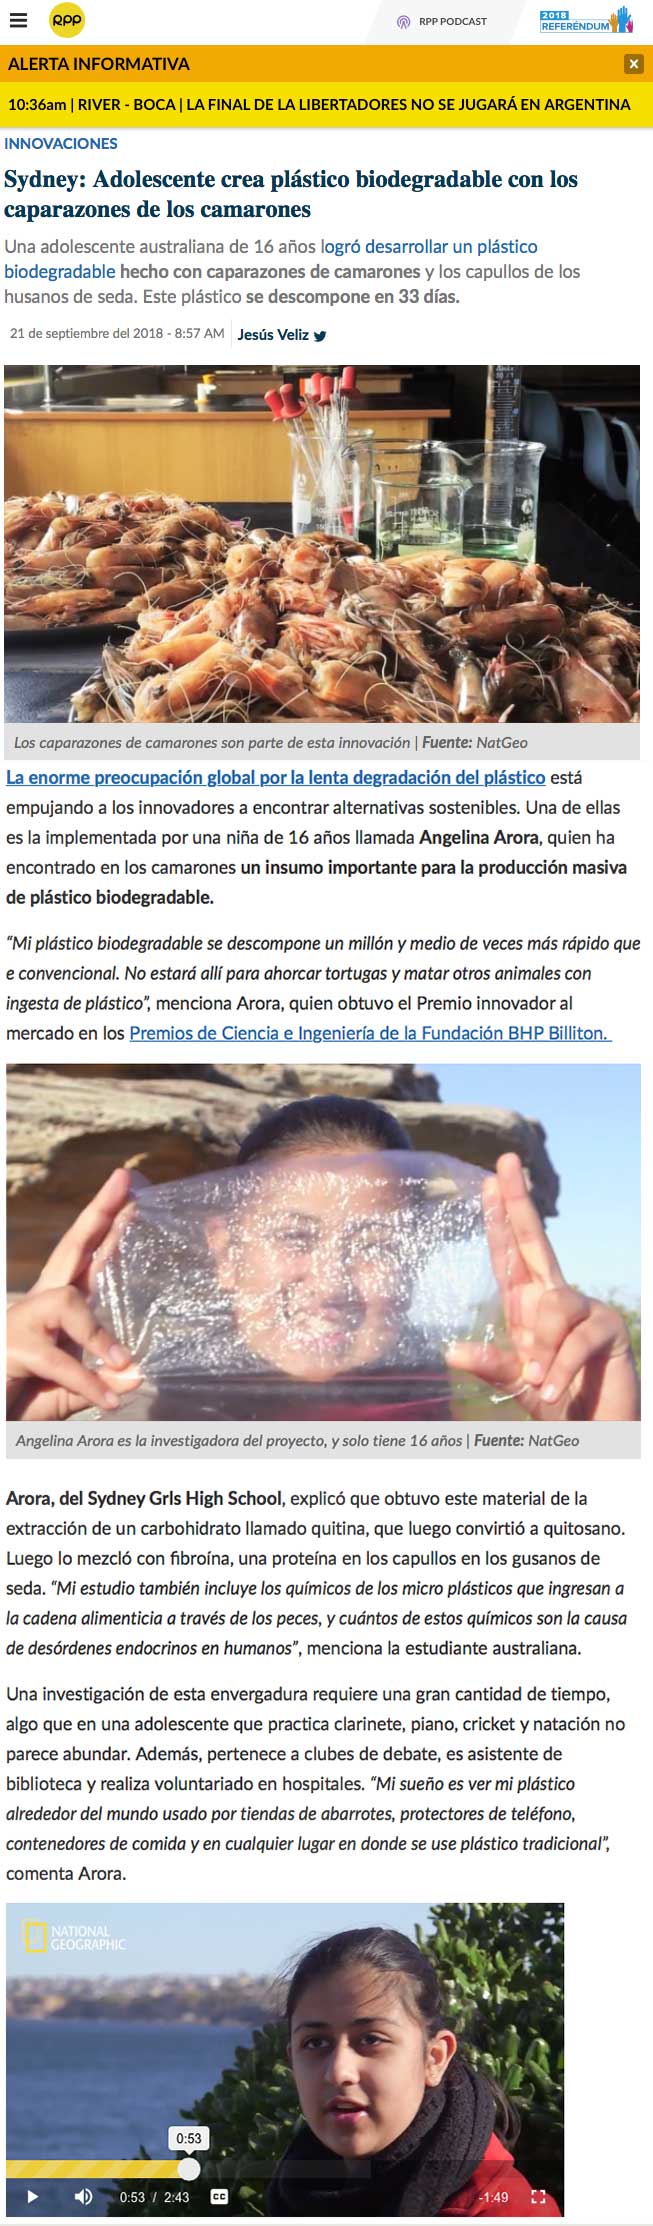 RPP
RPP PODCAST
2018
REFERÉNDUM
ALERTA INFORMATIVA
x
10:36am | RIVER - BOCA | LA FINAL DE LA LIBERTADORES NO SE JUGARÁ EN ARGENTINA
INNOVACIONES
Sydney: Adolescente crea plástico biodegradable con los
caparazones de los camarones
Una adolescente australiana de 16 años logró desarrollar un plástico
biodegradable hecho con caparazones de camarones y los capullos de los
husanos de seda. Este plástico se descompone en 33 días.
21 de septiembre del 2018 - 8:57 AM
Jesús Veliz
Los caparazones de camarones son parte de esta innovación | Fuente: NatGeo
La enorme preocupación global por la lenta degradación del plástico está
empujando a los innovadores a encontrar alternativas sostenibles. Una de ellas
es la implementada por una niña de 16 años llamada Angelina Arora, quien ha
encontrado en los camarones un insumo importante para la producción masiva
de plástico biodegradable.
“Mi plástico biodegradable se descompone un millón y medio de veces más rápido que
e convencional. No estará allí para ahorcar tortugas y matar otros animales con
ingesta de plástico”, menciona Arora, quien obtuvo el Premio innovador al
mercado en los Premios de Ciencia e Ingeniería de la Fundación BHP Billiton.
Angelina Arora es la investigadora del proyecto, y solo tiene 16 años | Fuente: NatGeo
Arora, del Sydney Grls High School, explicó que obtuvo este material de la
extracción de un carbohidrato llamado quitina, que luego convirtió a quitosano.
Luego lo mezcló con fibroína, una proteína en los capullos en los gusanos de
seda. “Mi estudio también incluye los químicos de los micro plásticos que ingresan a
la cadena alimenticia a través de los peces, y cuántos de estos químicos son la causa
de desórdenes endocrinos en humanos”, menciona la estudiante australiana.
Una investigación de esta envergadura requiere una gran cantidad de tiempo,
algo que en una adolescente que practica clarinete, piano, cricket y natación no
parece abundar. Además, pertenece a clubes de debate, es asistente de
biblioteca y realiza voluntariado en hospitales. “Mi sueño es ver mi plástico
alrededor del mundo usado por tiendas de abarrotes, protectores de teléfono,
contenedores de comida y en cualquier lugar en donde se use plástico tradicional”,
comenta Arora.
NATIONAL
GEOGRAPHIC
0:53
0:53 / 2:43 CC -1:49